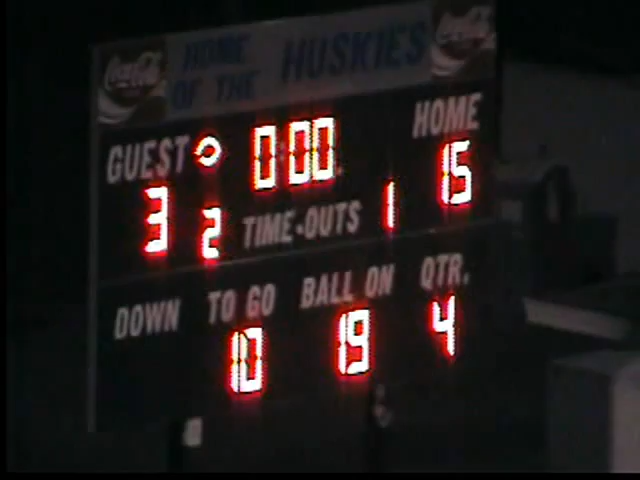 Coca-Cola HOME OF THE HUSKIES Coca-Cola
GUEST 0:00 HOME
3 2 TIME-OUTS 1 15
DOWN TO GO BALL ON QTR.
10 19 4